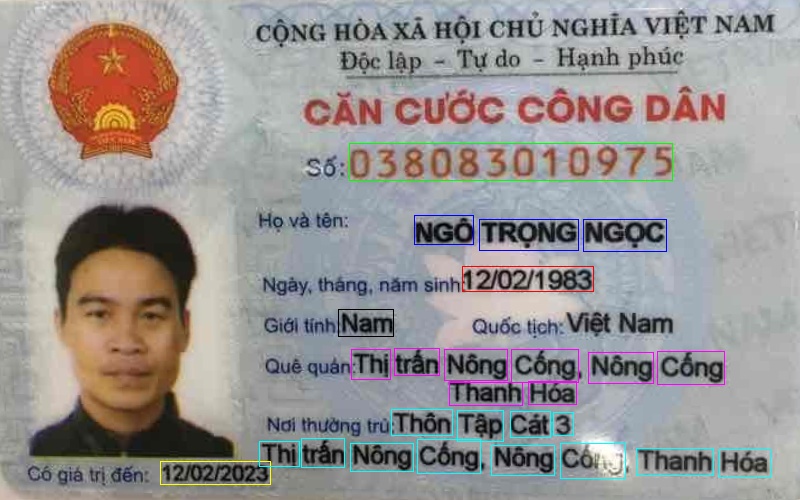 CỘNG HÒA XÃ HỘI CHỦ NGHĨA VIỆT NAM
Độc lập - Tự do - Hạnh phúc
CĂN CƯỚC CÔNG DÂN
Số: 038083010975
Họ và tên: NGÔ TRỌNG NGỌC
Ngày, tháng, năm sinh: 12/02/1983
Giới tính: Nam Quốc tịch: Việt Nam
Quê quán: Thị trấn Nông Cống, Nông Cống
Thanh Hóa
Nơi thường trú: Thôn Tập Cát 3
Thị trấn Nông Cống, Nông Cống, Thanh Hóa
Có giá trị đến: 12/02/2023